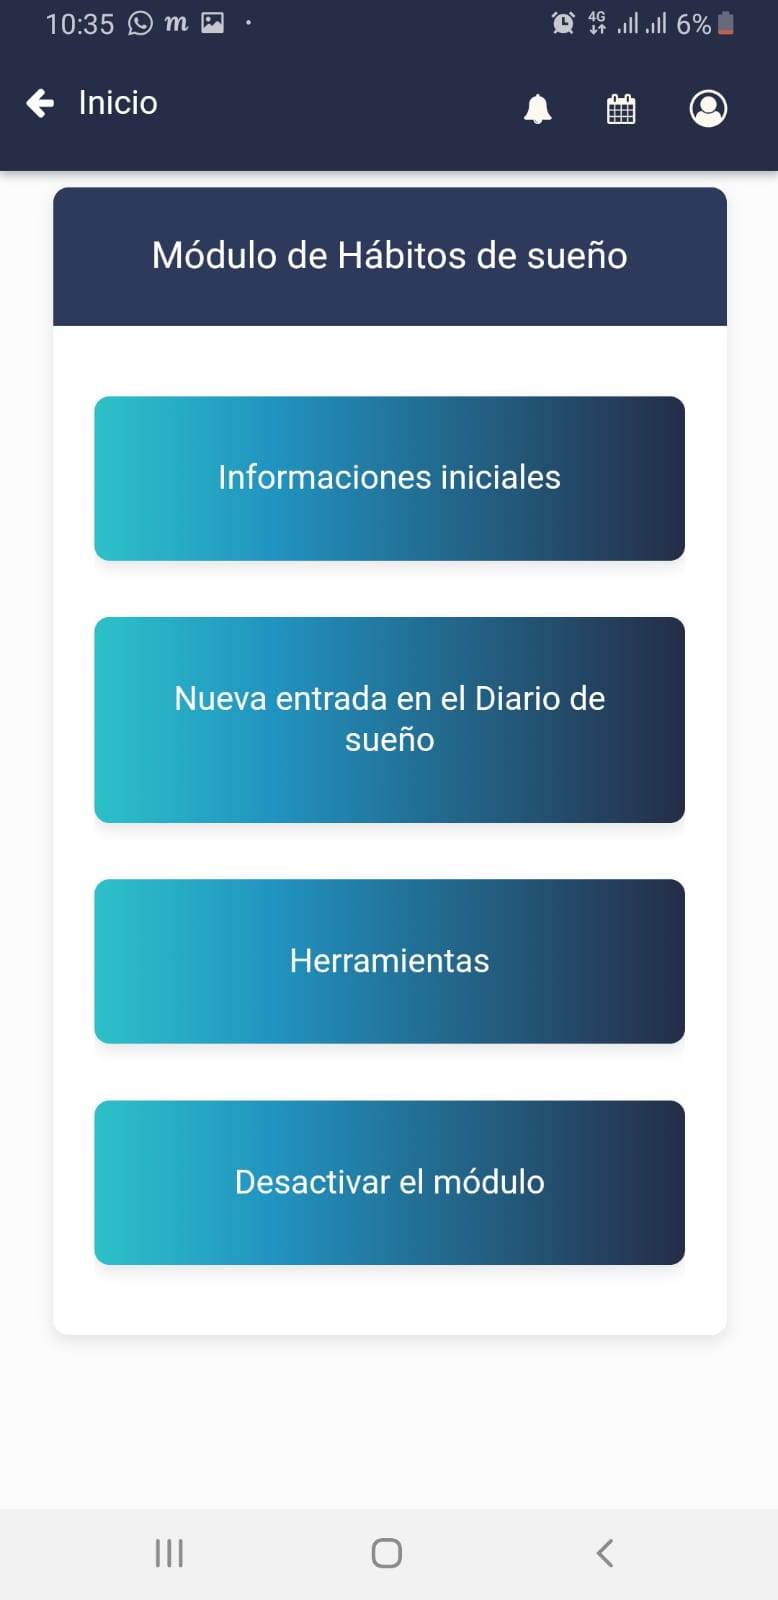 10:35 m 4G 6%
Inicio
Módulo de Hábitos de sueño
Informaciones iniciales
Nueva entrada en el Diario de
sueño
Herramientas
Desactivar el módulo